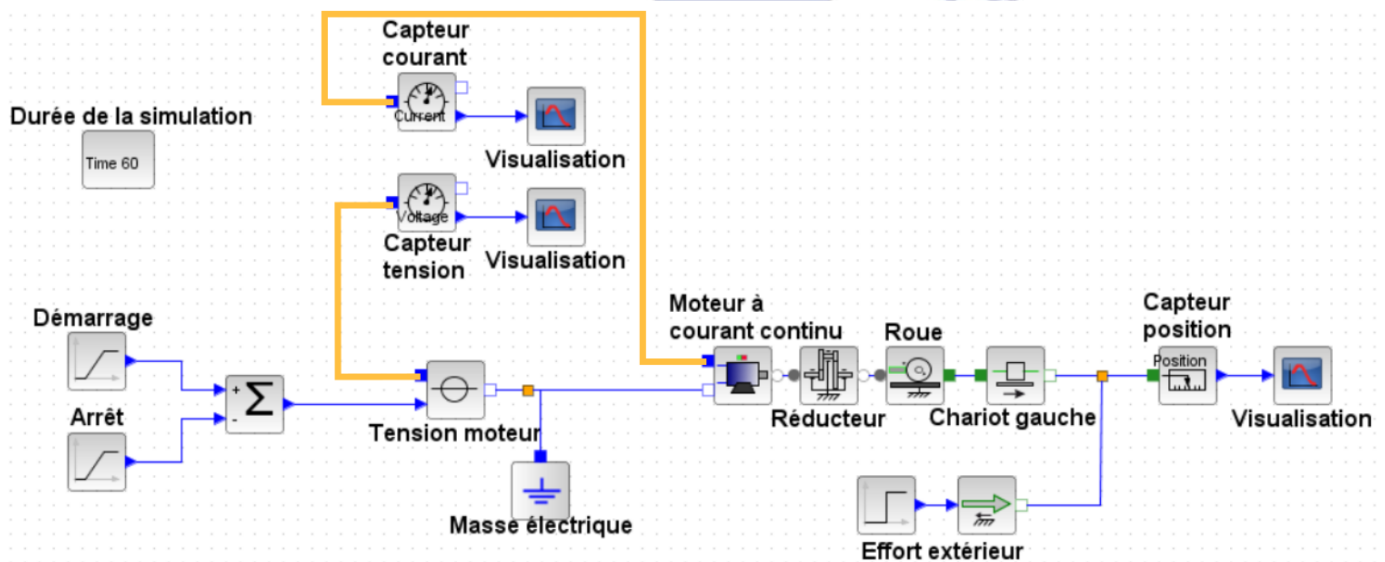 Capteur
courant
Current
Visualisation
Durée de la simulation
Time 60
Voltage
Capteur
tension
Visualisation
Démarrage
+
Σ
-
Arrêt
Tension moteur
Masse électrique
Moteur à
courant continu
Réducteur
Roue
Chariot gauche
Capteur
position
Position
Visualisation
Effort extérieur